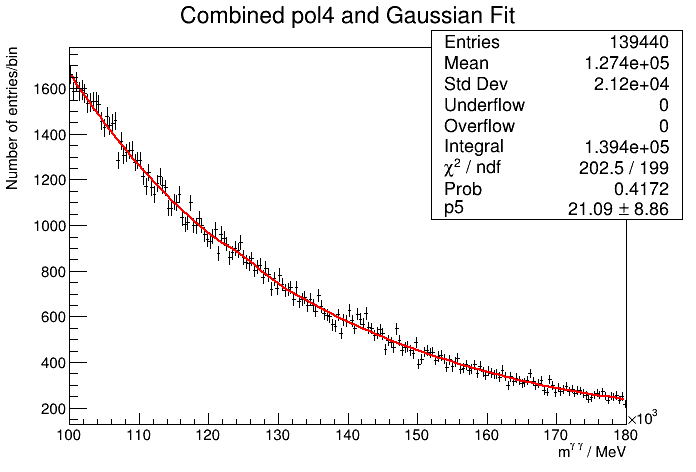 Combined pol4 and Gaussian Fit
Number of entries/bin
Entries 139440
Mean 1.274e+05
Std Dev 2.12e+04
Underflow 0
Overflow 0
Integral 1.394e+05
χ² / ndf 202.5 / 199
Prob 0.4172
p5 21.09 ± 8.86
1600
1400
1200
1000
800
600
400
200
100 110 120 130 140 150 160 170 180
×10³
m^γγ / MeV